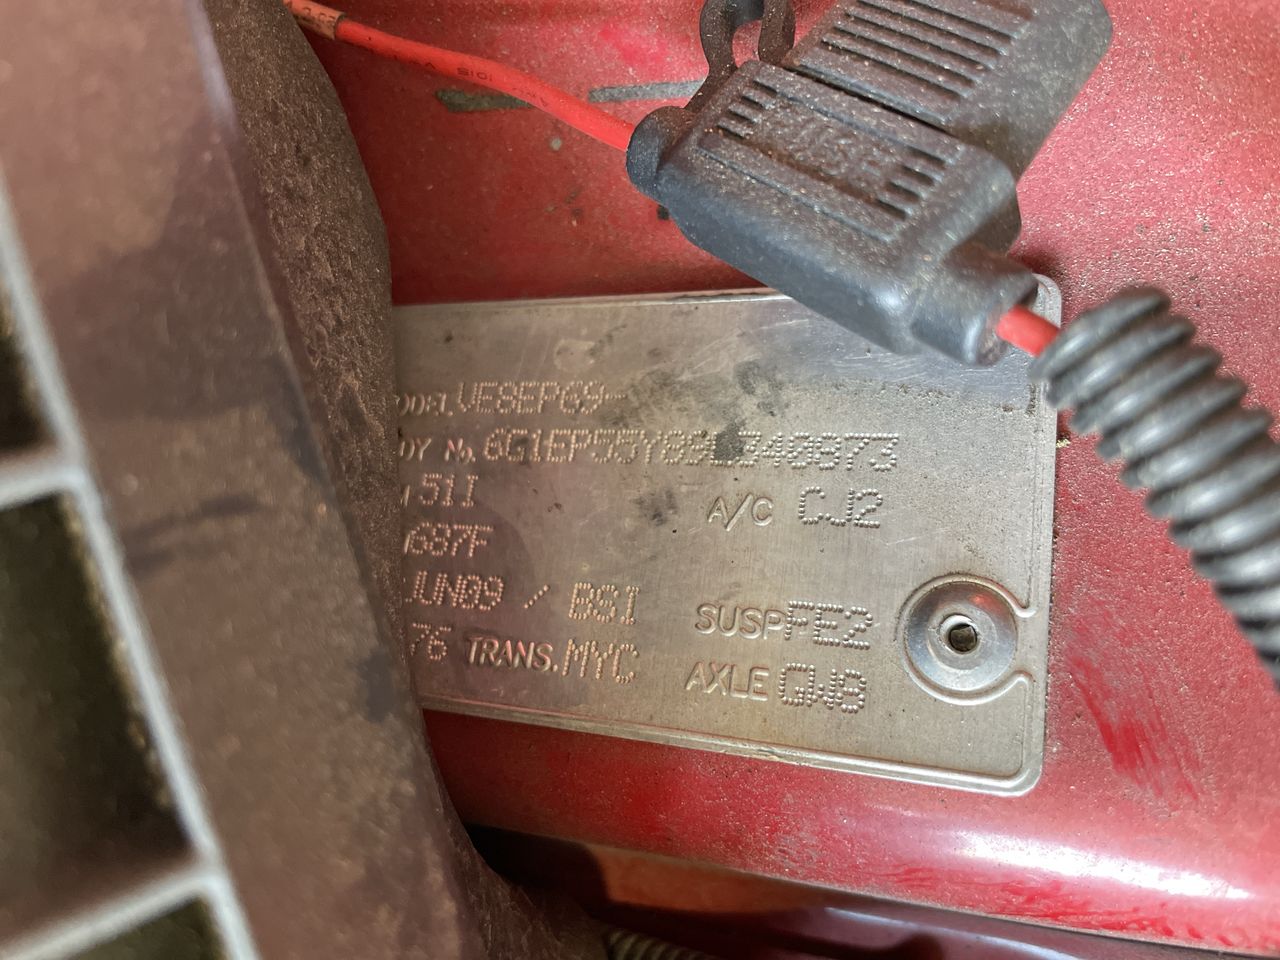 FUSE
ODEL VE8EP69-
DY No. 6G1EP55Y89L340873
51I A/C CJ2
687F
JUN09 / BSI SUSP FE2
76 TRANS. MYC AXLE GW8